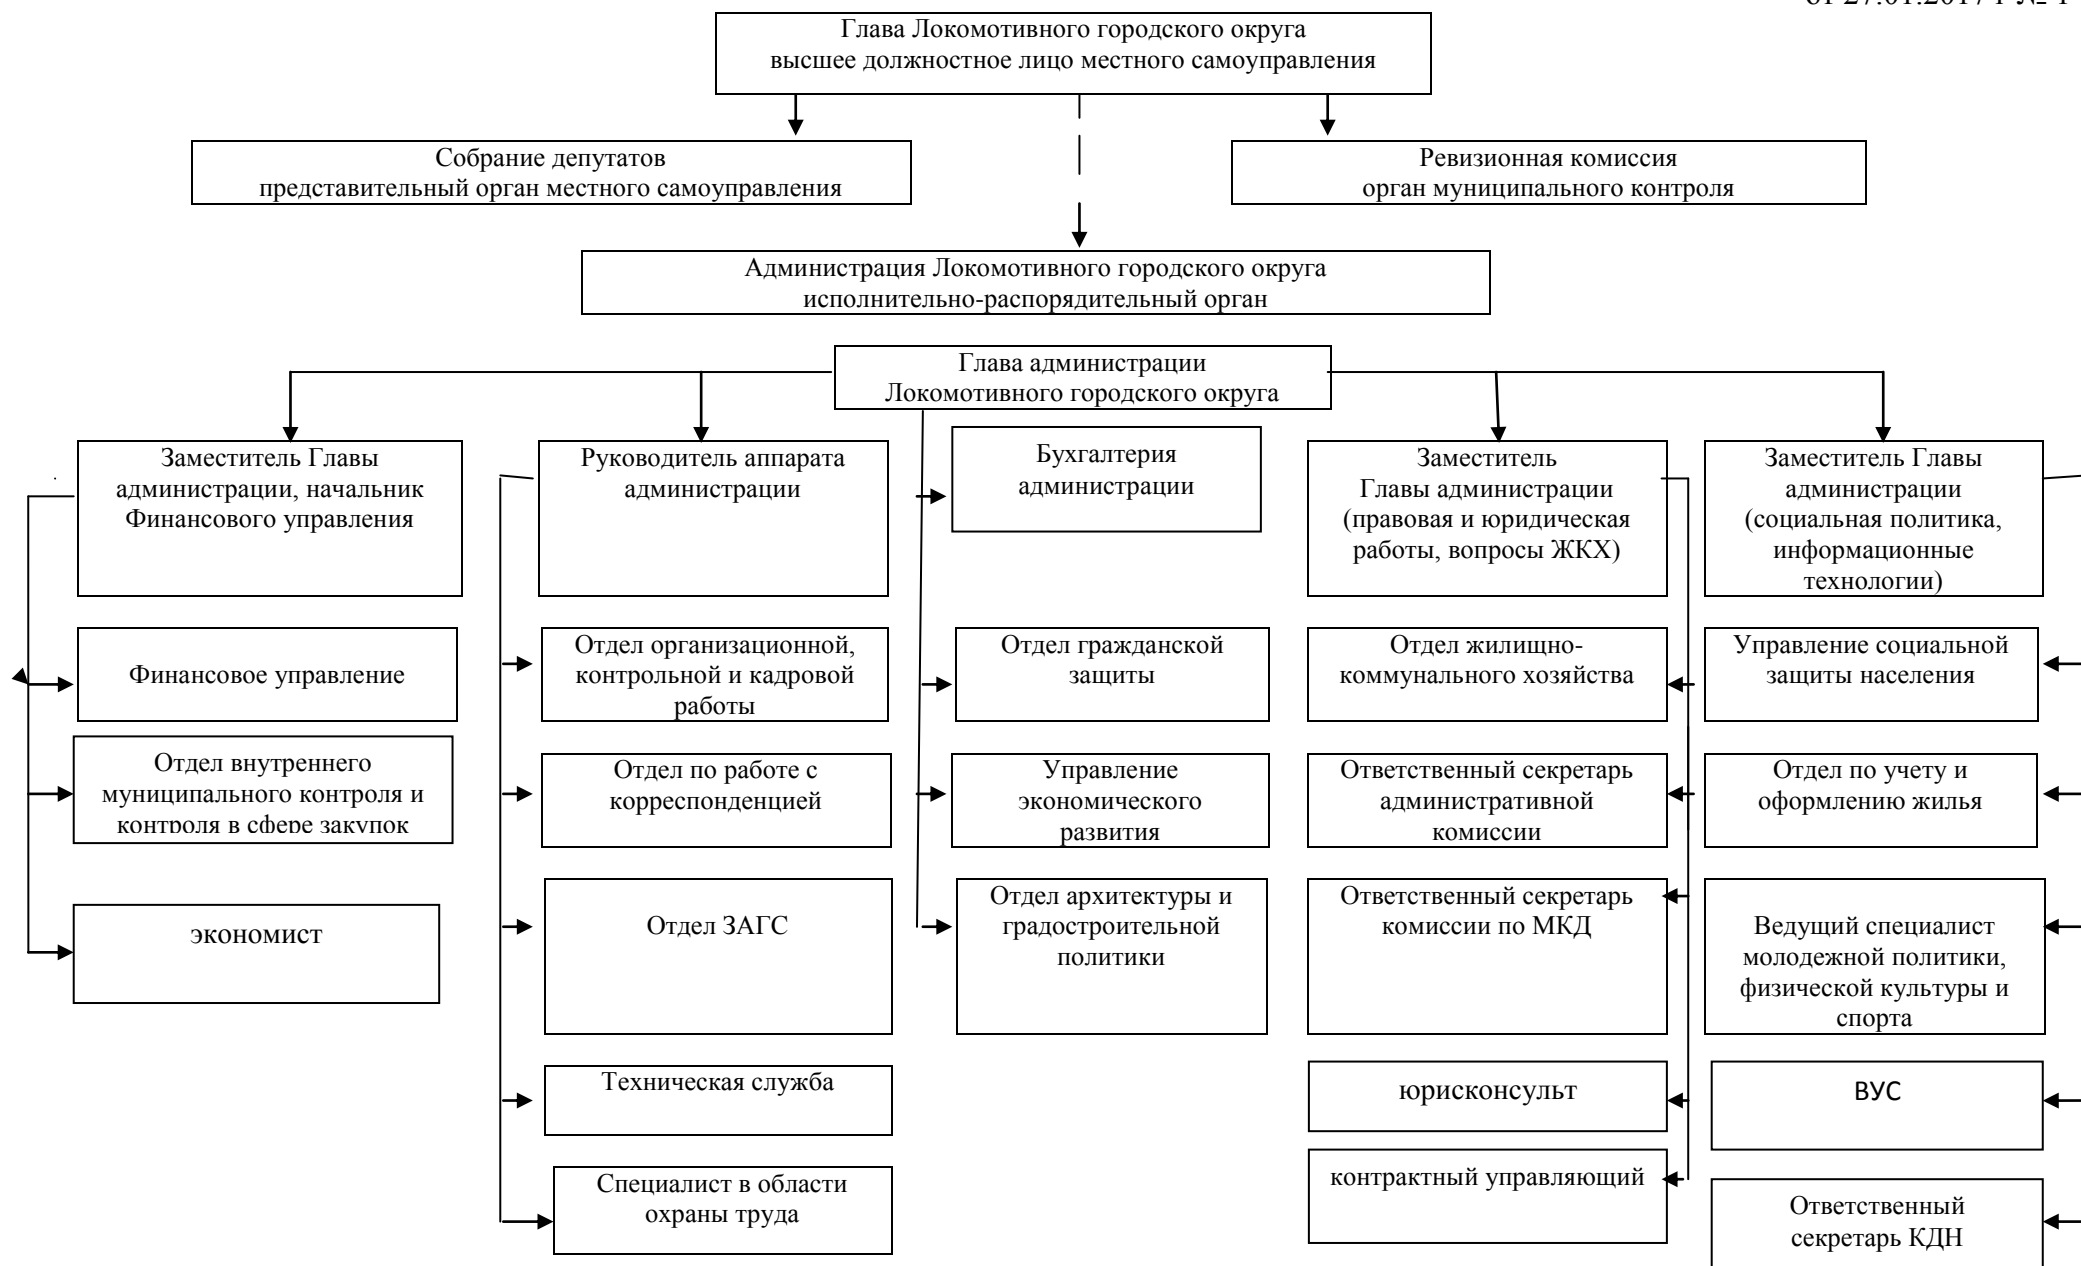 от 27.01.2017 г № 1
Глава Локомотивного городского округа
высшее должностное лицо местного самоуправления
Собрание депутатов
представительный орган местного самоуправления
Ревизионная комиссия
орган муниципального контроля
Администрация Локомотивного городского округа
исполнительно-распорядительный орган
Глава администрации
Локомотивного городского округа
Заместитель Главы
администрации, начальник
Финансового управления
Руководитель аппарата
администрации
Бухгалтерия
администрации
Заместитель
Главы администрации
(правовая и юридическая
работы, вопросы ЖКХ)
Заместитель Главы
администрации
(социальная политика,
информационные
технологии)
Финансовое управление
Отдел организационной,
контрольной и кадровой
работы
Отдел гражданской
защиты
Отдел жилищно-
коммунального хозяйства
Управление социальной
защиты населения
Отдел внутреннего
муниципального контроля и
контроля в сфере закупок
Отдел по работе с
корреспонденцией
Управление
экономического
развития
Ответственный секретарь
административной
комиссии
Отдел по учету и
оформлению жилья
экономист
Отдел ЗАГС
Отдел архитектуры и
градостроительной
политики
Ответственный секретарь
комиссии по МКД
Ведущий специалист
молодежной политики,
физической культуры и
спорта
Техническая служба
юрисконсульт
ВУС
Специалист в области
охраны труда
контрактный управляющий
Ответственный
секретарь КДН